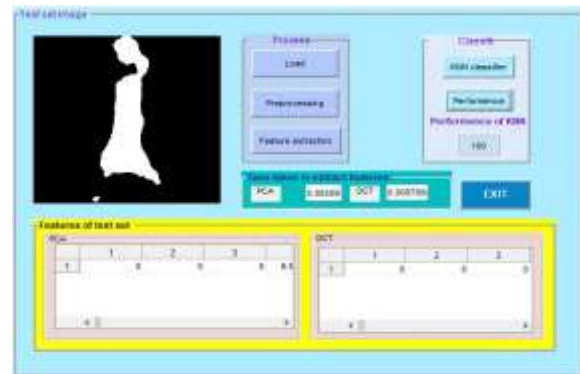 Test set image
Process
Load
Preprocessing
Feature extraction
Classify
KNN classifier
Performance
Performance of KNN
100
Time taken to extract features
PCA
DCT
EXIT
Features of test set
PCA
1 2 3
1 0 0 0
DCT
1 2 3
1 0 0 0